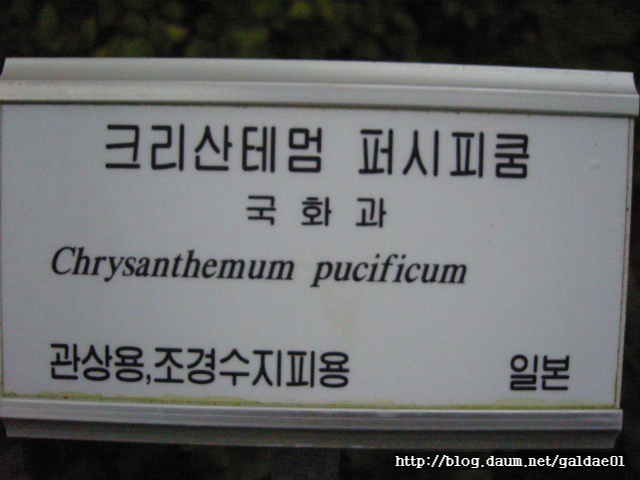 크리산테멈 퍼시피쿰
국화과
Chrysanthemum pucificum
관상용,조경수지피용 일본
http://blog.daum.net/galdae01